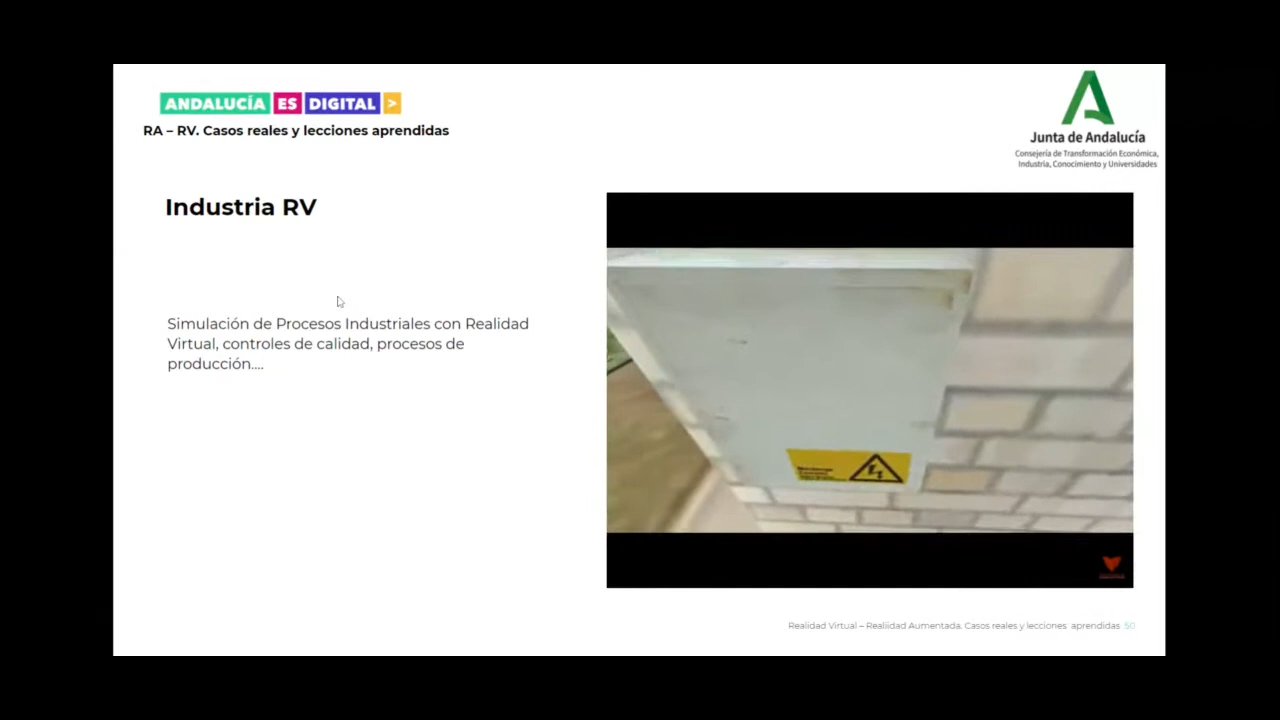 ANDALUCÍA ES DIGITAL >
RA – RV. Casos reales y lecciones aprendidas
Junta de Andalucía
Consejería de Transformación Económica,
Industria, Conocimiento y Universidades
Industria RV
Simulación de Procesos Industriales con Realidad
Virtual, controles de calidad, procesos de
producción....
Realidad Virtual – Realiidad Aumentada. Casos reales y lecciones aprendidas 50